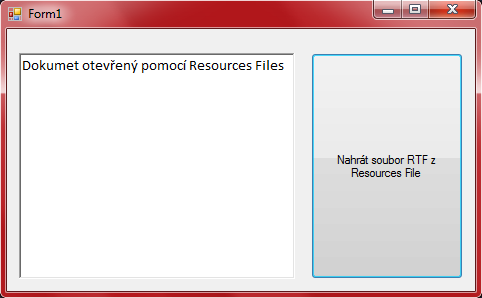 Form1
Dokumet otevřený pomocí Resources Files
Nahrát soubor RTF z
Resources File